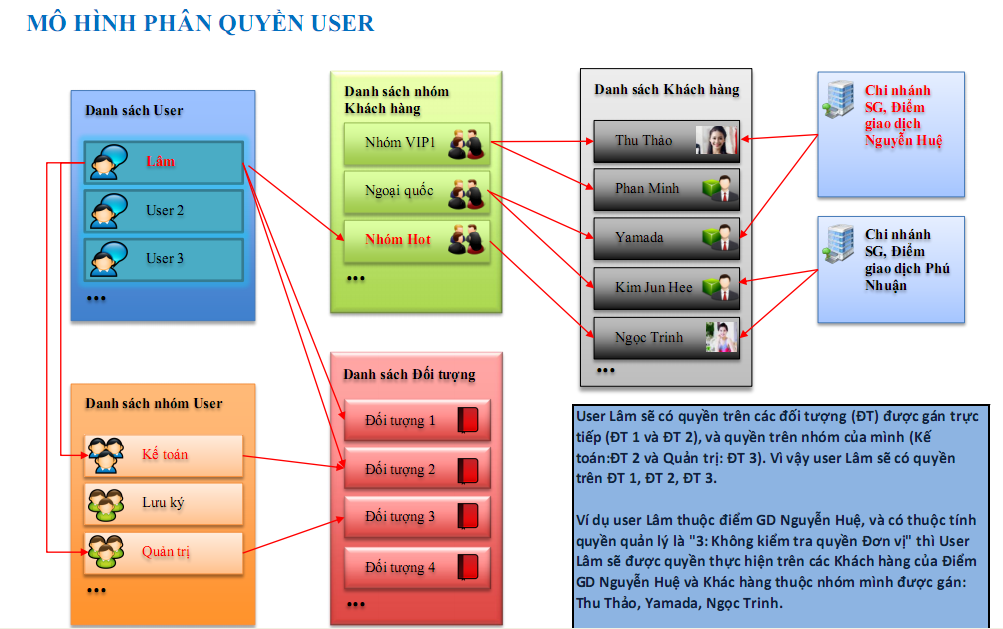 MÔ HÌNH PHÂN QUYỀN USER
Danh sách User
Lâm
User 2
User 3
...
Danh sách nhóm
Khách hàng
Nhóm VIP1
Ngoại quốc
Nhóm Hot
...
Danh sách Khách hàng
Thu Thảo
Phan Minh
Yamada
Kim Jun Hee
Ngọc Trinh
...
Chi nhánh
SG, Điểm
giao dịch
Nguyễn Huệ
Chi nhánh
SG, Điểm
giao dịch Phú
Nhuận
Danh sách nhóm User
Kế toán
Lưu ký
Quản trị
...
Danh sách Đối tượng
Đối tượng 1
Đối tượng 2
Đối tượng 3
Đối tượng 4
...
User Lâm sẽ có quyền trên các đối tượng (ĐT) được gán trực
tiếp (ĐT 1 và ĐT 2), và quyền trên nhóm của mình (Kế
toán:ĐT 2 và Quản trị: ĐT 3). Vì vậy user Lâm sẽ có quyền
trên ĐT 1, ĐT 2, ĐT 3.
Ví dụ user Lâm thuộc điểm GD Nguyễn Huệ, và có thuộc tính
quyền quản lý là "3: Không kiểm tra quyền Đơn vị" thì User
Lâm sẽ được quyền thực hiện trên các Khách hàng của Điểm
GD Nguyễn Huệ và Khác hàng thuộc nhóm mình được gán:
Thu Thảo, Yamada, Ngọc Trinh.